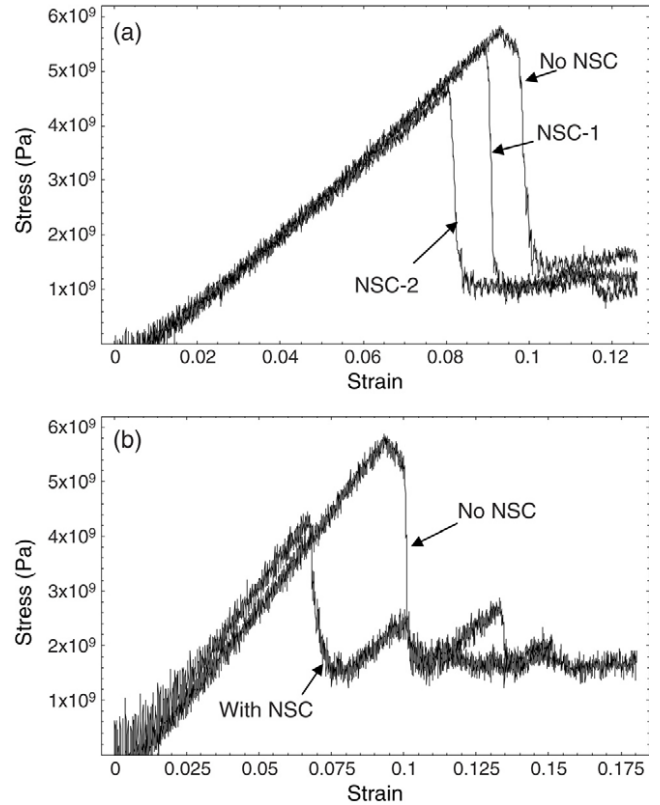 (a)
6x10⁹
5x10⁹
4x10⁹
3x10⁹
2x10⁹
1x10⁹
Stress (Pa)
No NSC
NSC-1
NSC-2
0 0.02 0.04 0.06 0.08 0.1 0.12
Strain
(b)
6x10⁹
5x10⁹
4x10⁹
3x10⁹
2x10⁹
1x10⁹
Stress (Pa)
No NSC
With NSC
0 0.025 0.05 0.075 0.1 0.125 0.15 0.175
Strain